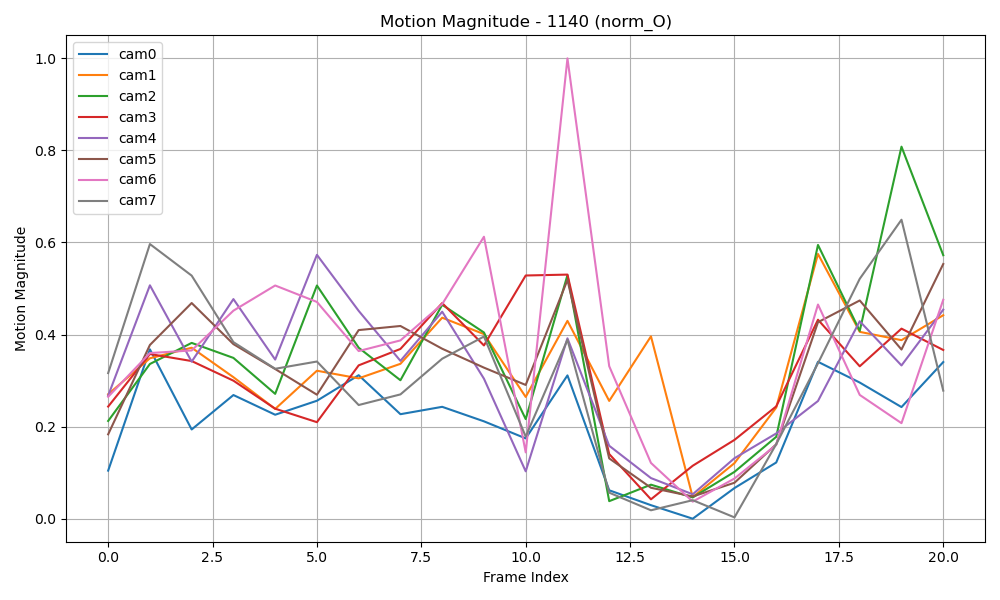 Motion Magnitude - 1140 (norm_O)
cam0
cam1
cam2
cam3
cam4
cam5
cam6
cam7
1.0
0.8
0.6
0.4
0.2
0.0
Motion Magnitude
0.0 2.5 5.0 7.5 10.0 12.5 15.0 17.5 20.0
Frame Index